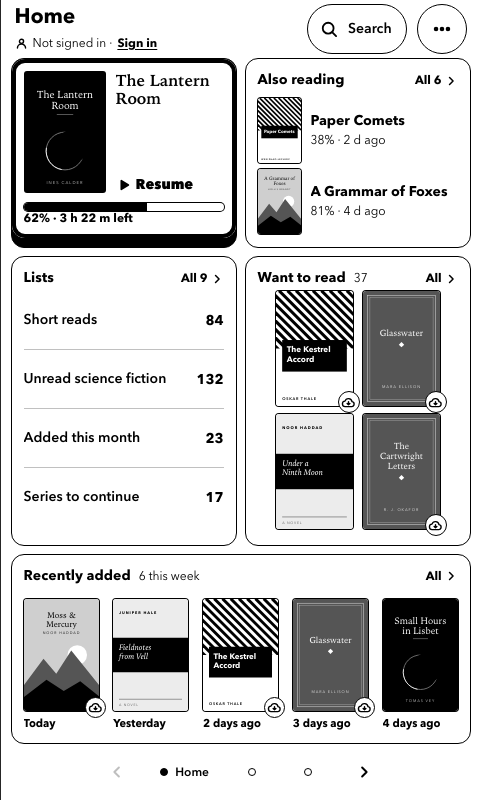 Home
Not signed in · Sign in
Search
The Lantern
Room
INES CALDER
The Lantern
Room
Resume
62% · 3 h 22 m left
Also reading
All 6
Paper Comets
Paper Comets
38% · 2 d ago
A Grammar of
Foxes
A Grammar of Foxes
81% · 4 d ago
Lists
All 9
Short reads
84
Unread science fiction
132
Added this month
23
Series to continue
17
Want to read 37
All
The Kestrel
Accord
OSKAR THALE
Glasswater
MARA ELLISON
NOOR HADDAD
Under a
Ninth Moon
A NOVEL
The
Cartwright
Letters
R. J. OKAFOR
Recently added 6 this week
All
Moss &
Mercury
NOOR HADDAD
Today
JUNIPER HALE
Fieldnotes
from Vell
A NOVEL
Yesterday
The Kestrel
Accord
OSKAR THALE
2 days ago
Glasswater
MARA ELLISON
3 days ago
Small Hours
in Lisbet
TOMAS VEY
4 days ago
Home